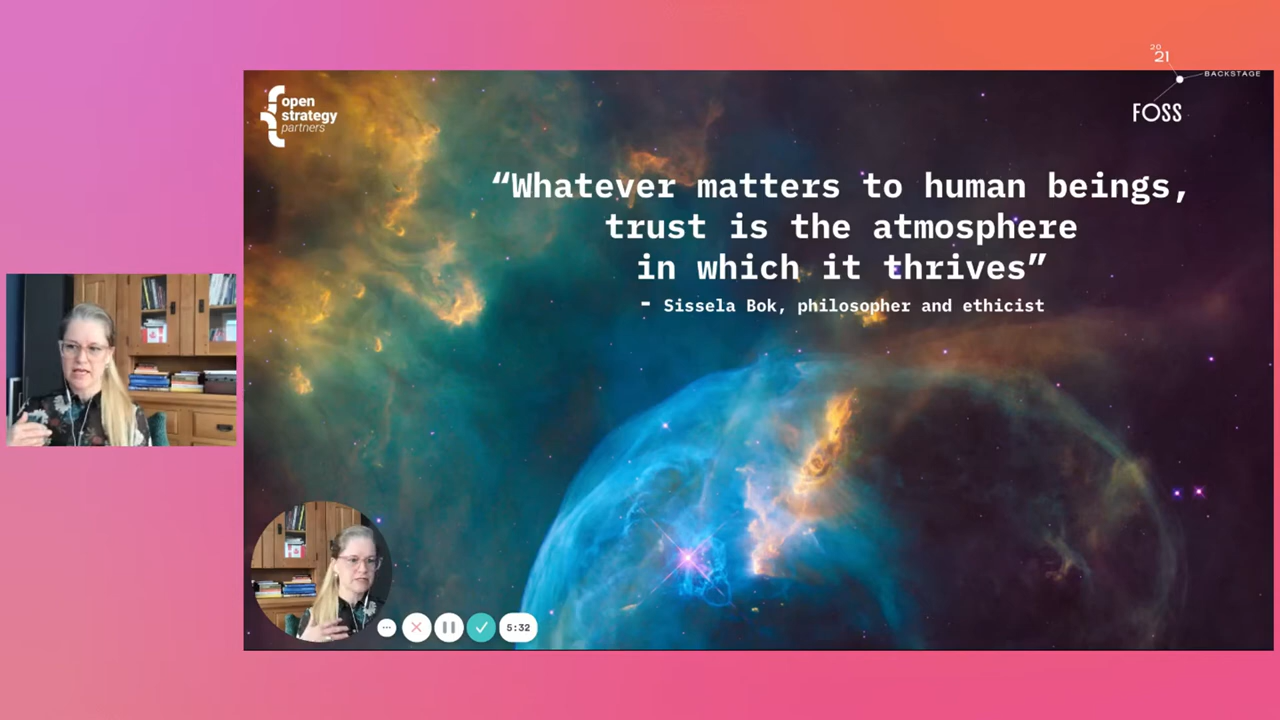 20
21
BACKSTAGE
FOSS
open
strategy
partners
“Whatever matters to human beings,
trust is the atmosphere
in which it thrives”
- Sissela Bok, philosopher and ethicist
5:32